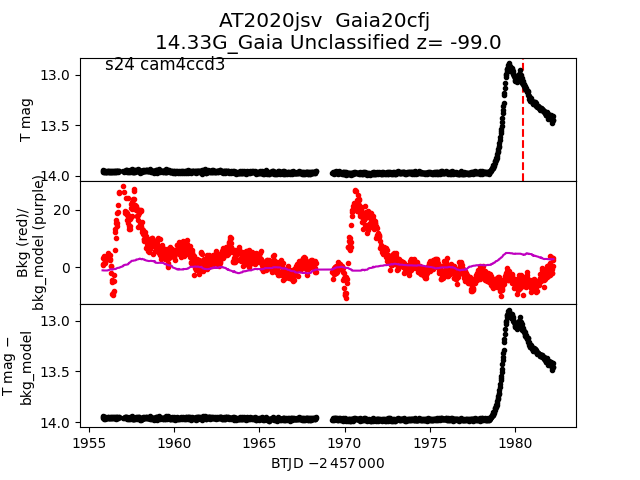 AT2020jsv  Gaia20cfj
14.33G_Gaia Unclassified z= -99.0
s24 cam4ccd3
13.0
13.5
14.0
T mag
20
0
Bkg (red)/
bkg_model (purple)
13.0
13.5
14.0
T mag −
bkg_model
1955 1960 1965 1970 1975 1980
BTJD −2 457 000